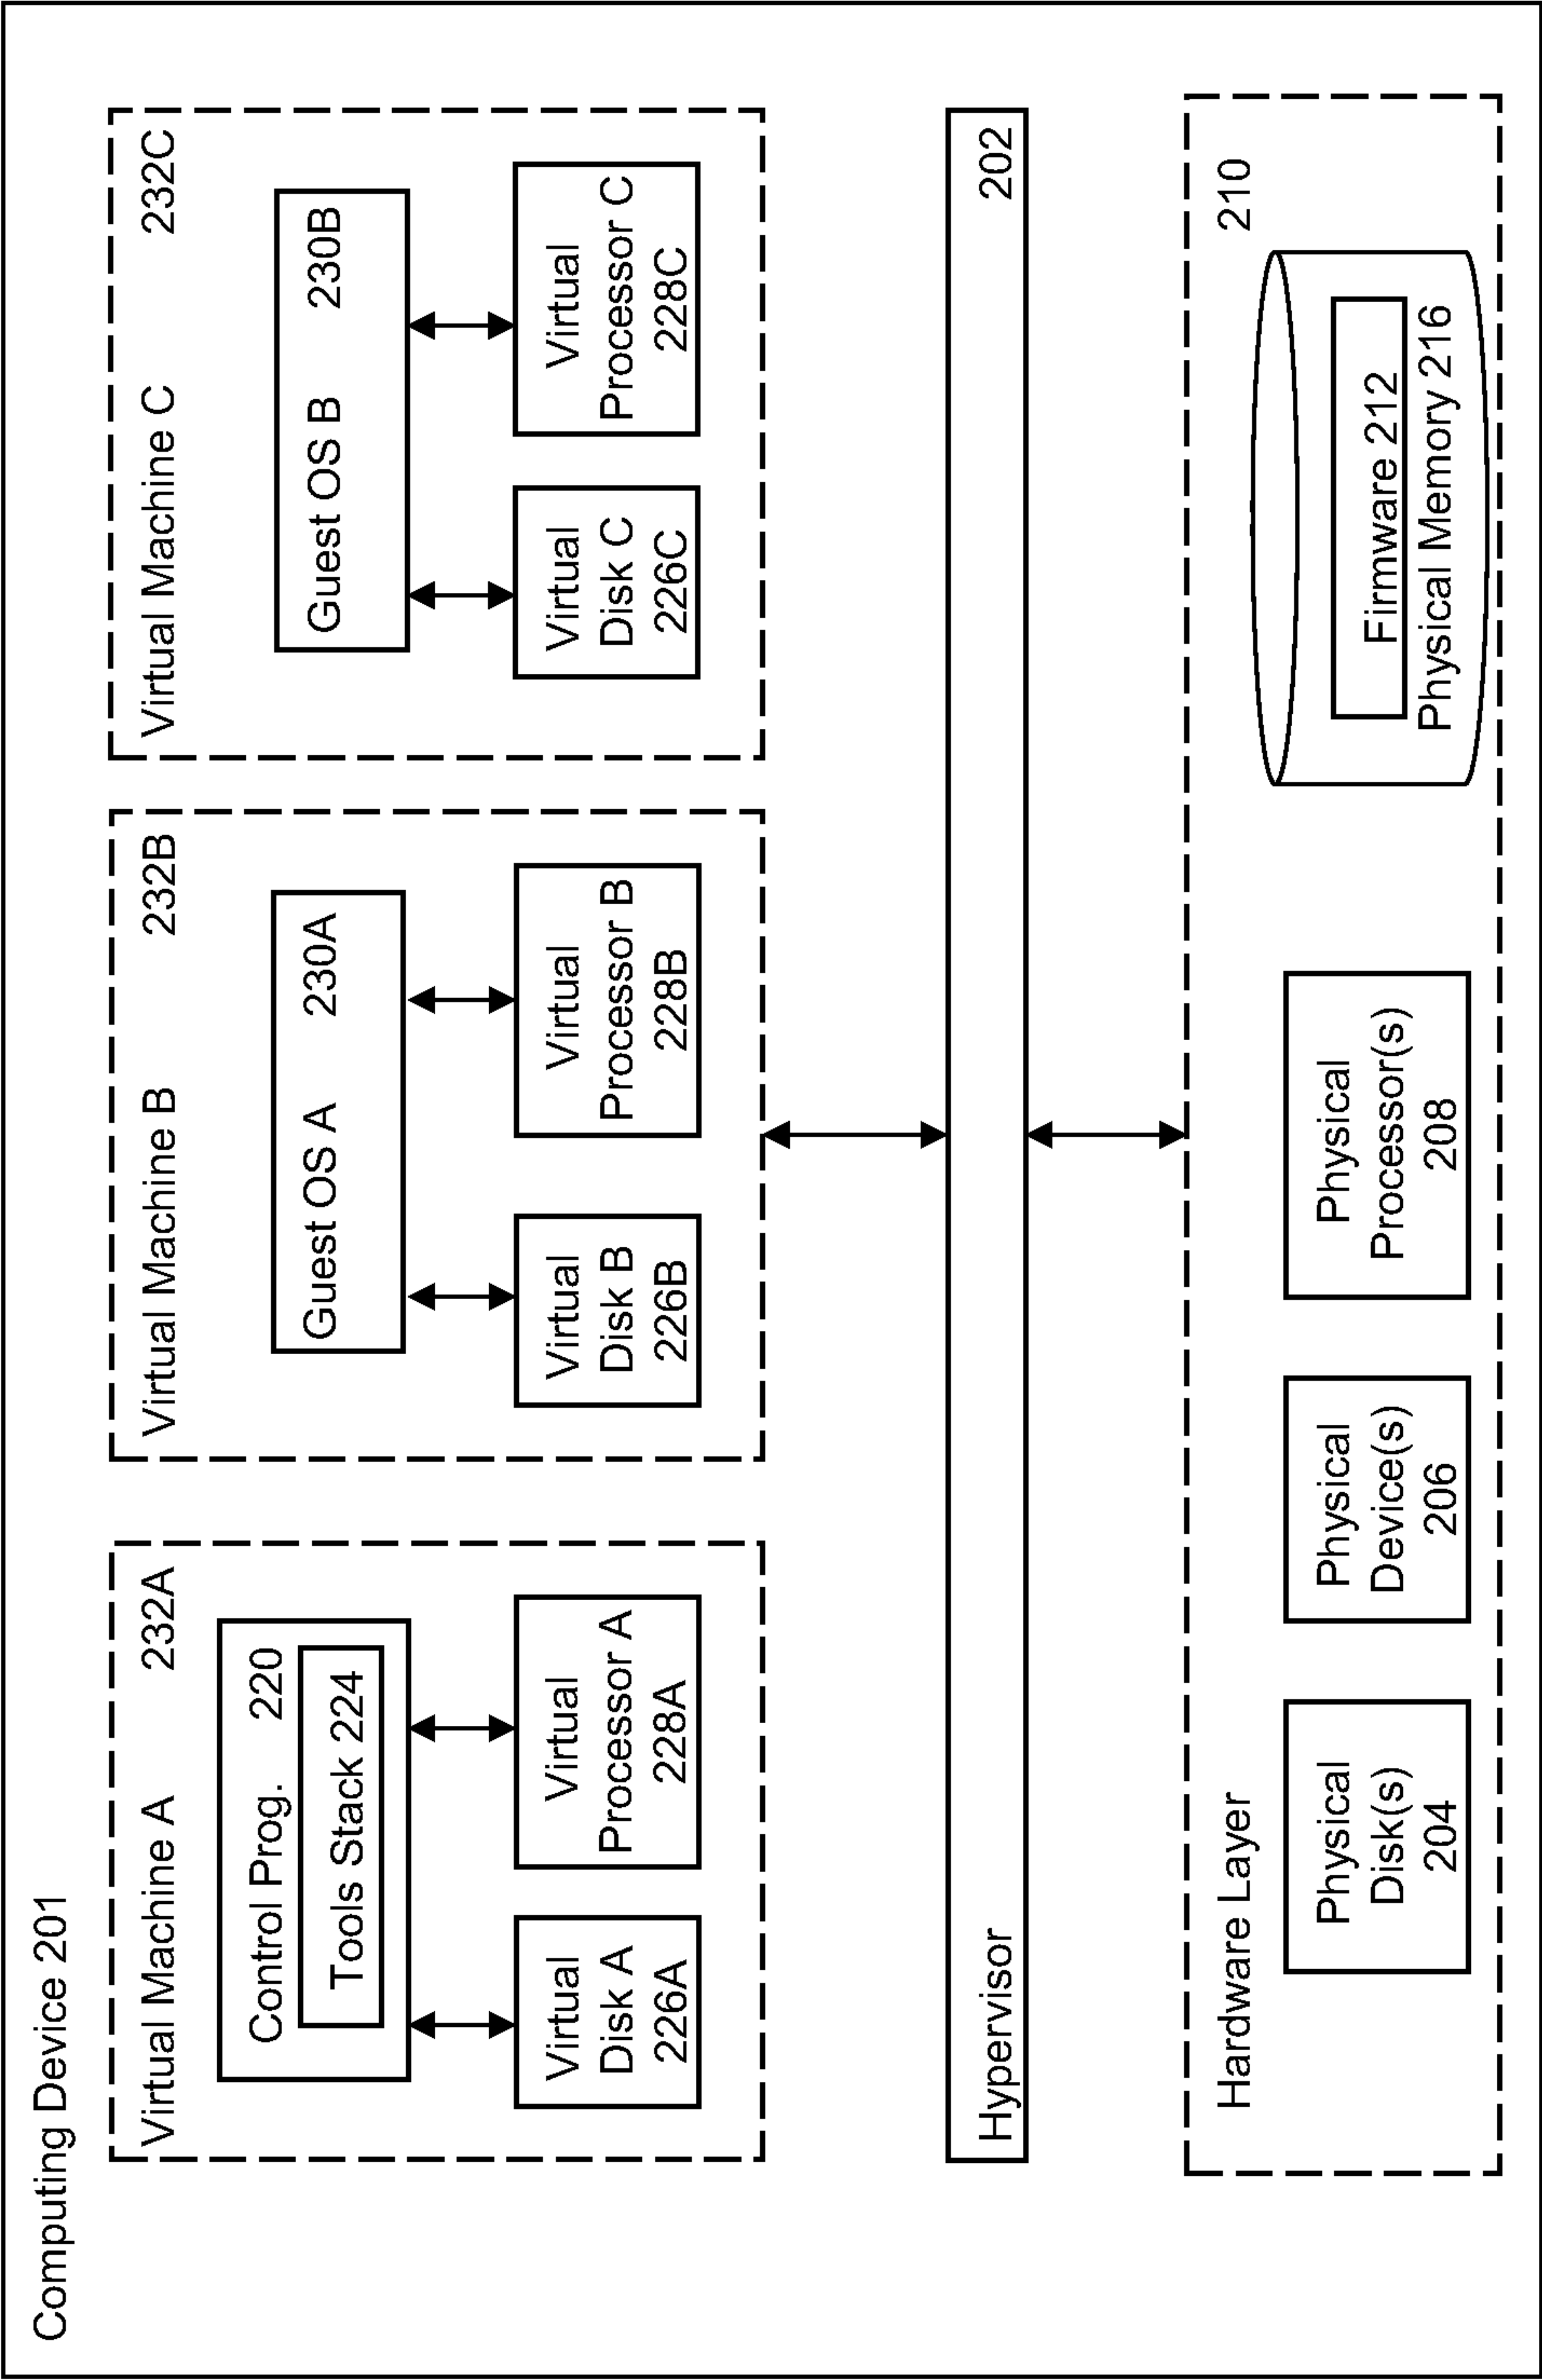 Computing Device 201
Virtual Machine A 232A
Control Prog. 220
Tools Stack 224
Virtual
Disk A
226A
Virtual
Processor A
228A
Virtual Machine B 232B
Guest OS A 230A
Virtual
Disk B
226B
Virtual
Processor B
228B
Virtual Machine C 232C
Guest OS B 230B
Virtual
Disk C
226C
Virtual
Processor C
228C
Hypervisor 202
Hardware Layer 210
Physical
Disk(s)
204
Physical
Device(s)
206
Physical
Processor(s)
208
Firmware 212
Physical Memory 216